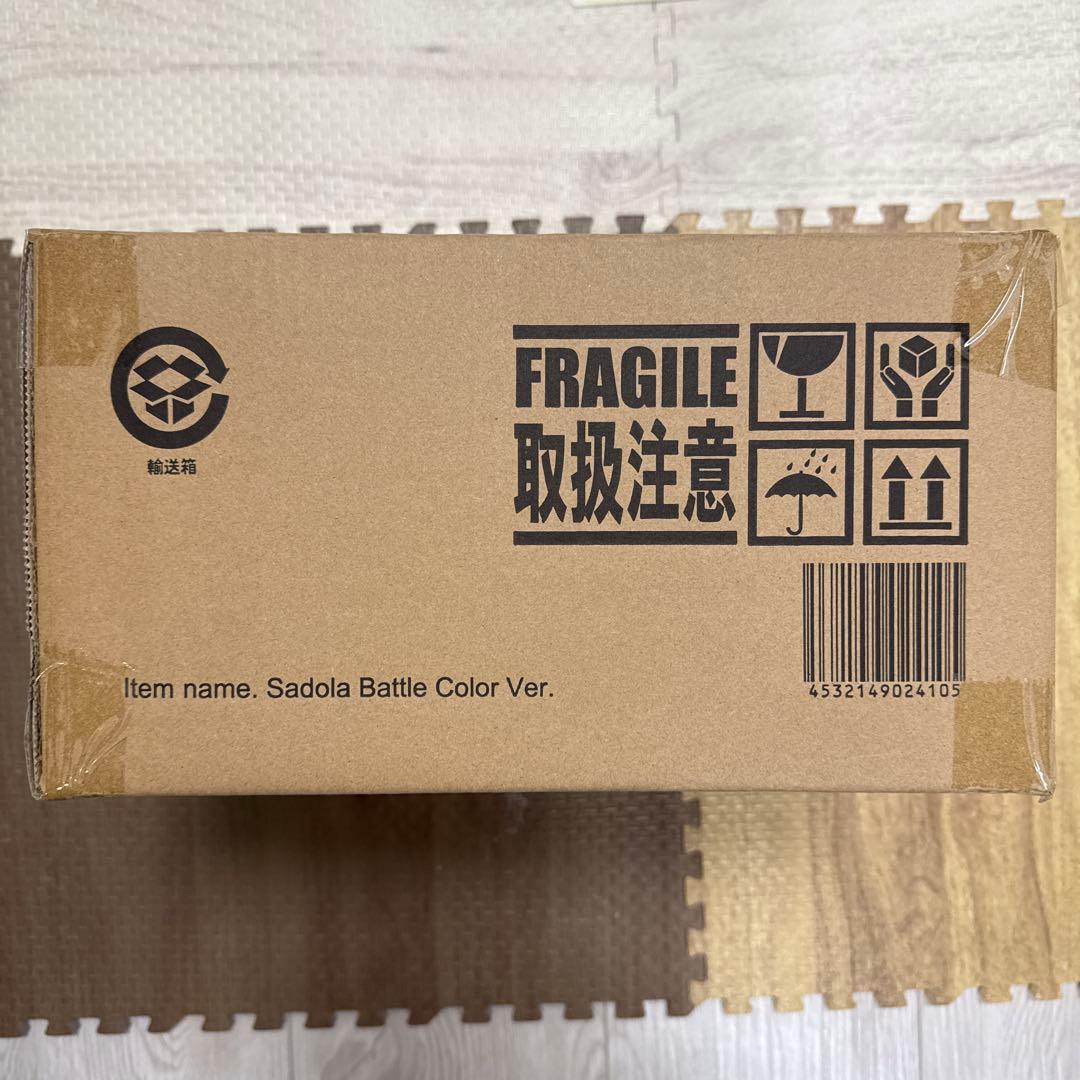 輸送箱
FRAGILE
取扱注意
Item name. Sadola Battle Color Ver.
4532149024105